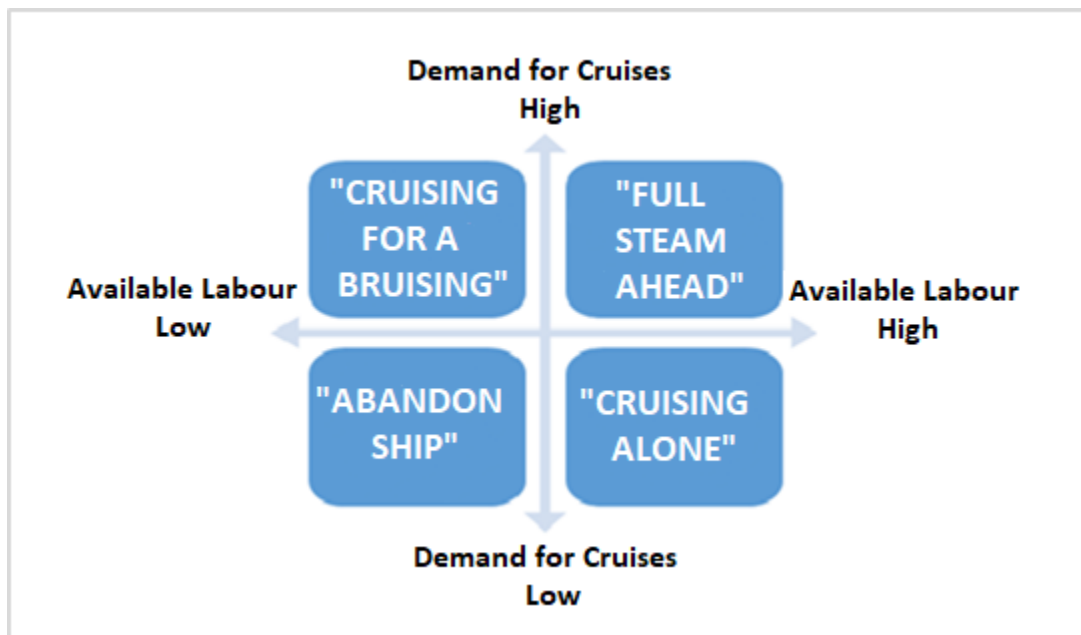 Demand for Cruises
High
"CRUISING
FOR A
BRUISING"
"FULL
STEAM
AHEAD"
Available Labour
Low
Available Labour
High
"ABANDON
SHIP"
"CRUISING
ALONE"
Demand for Cruises
Low